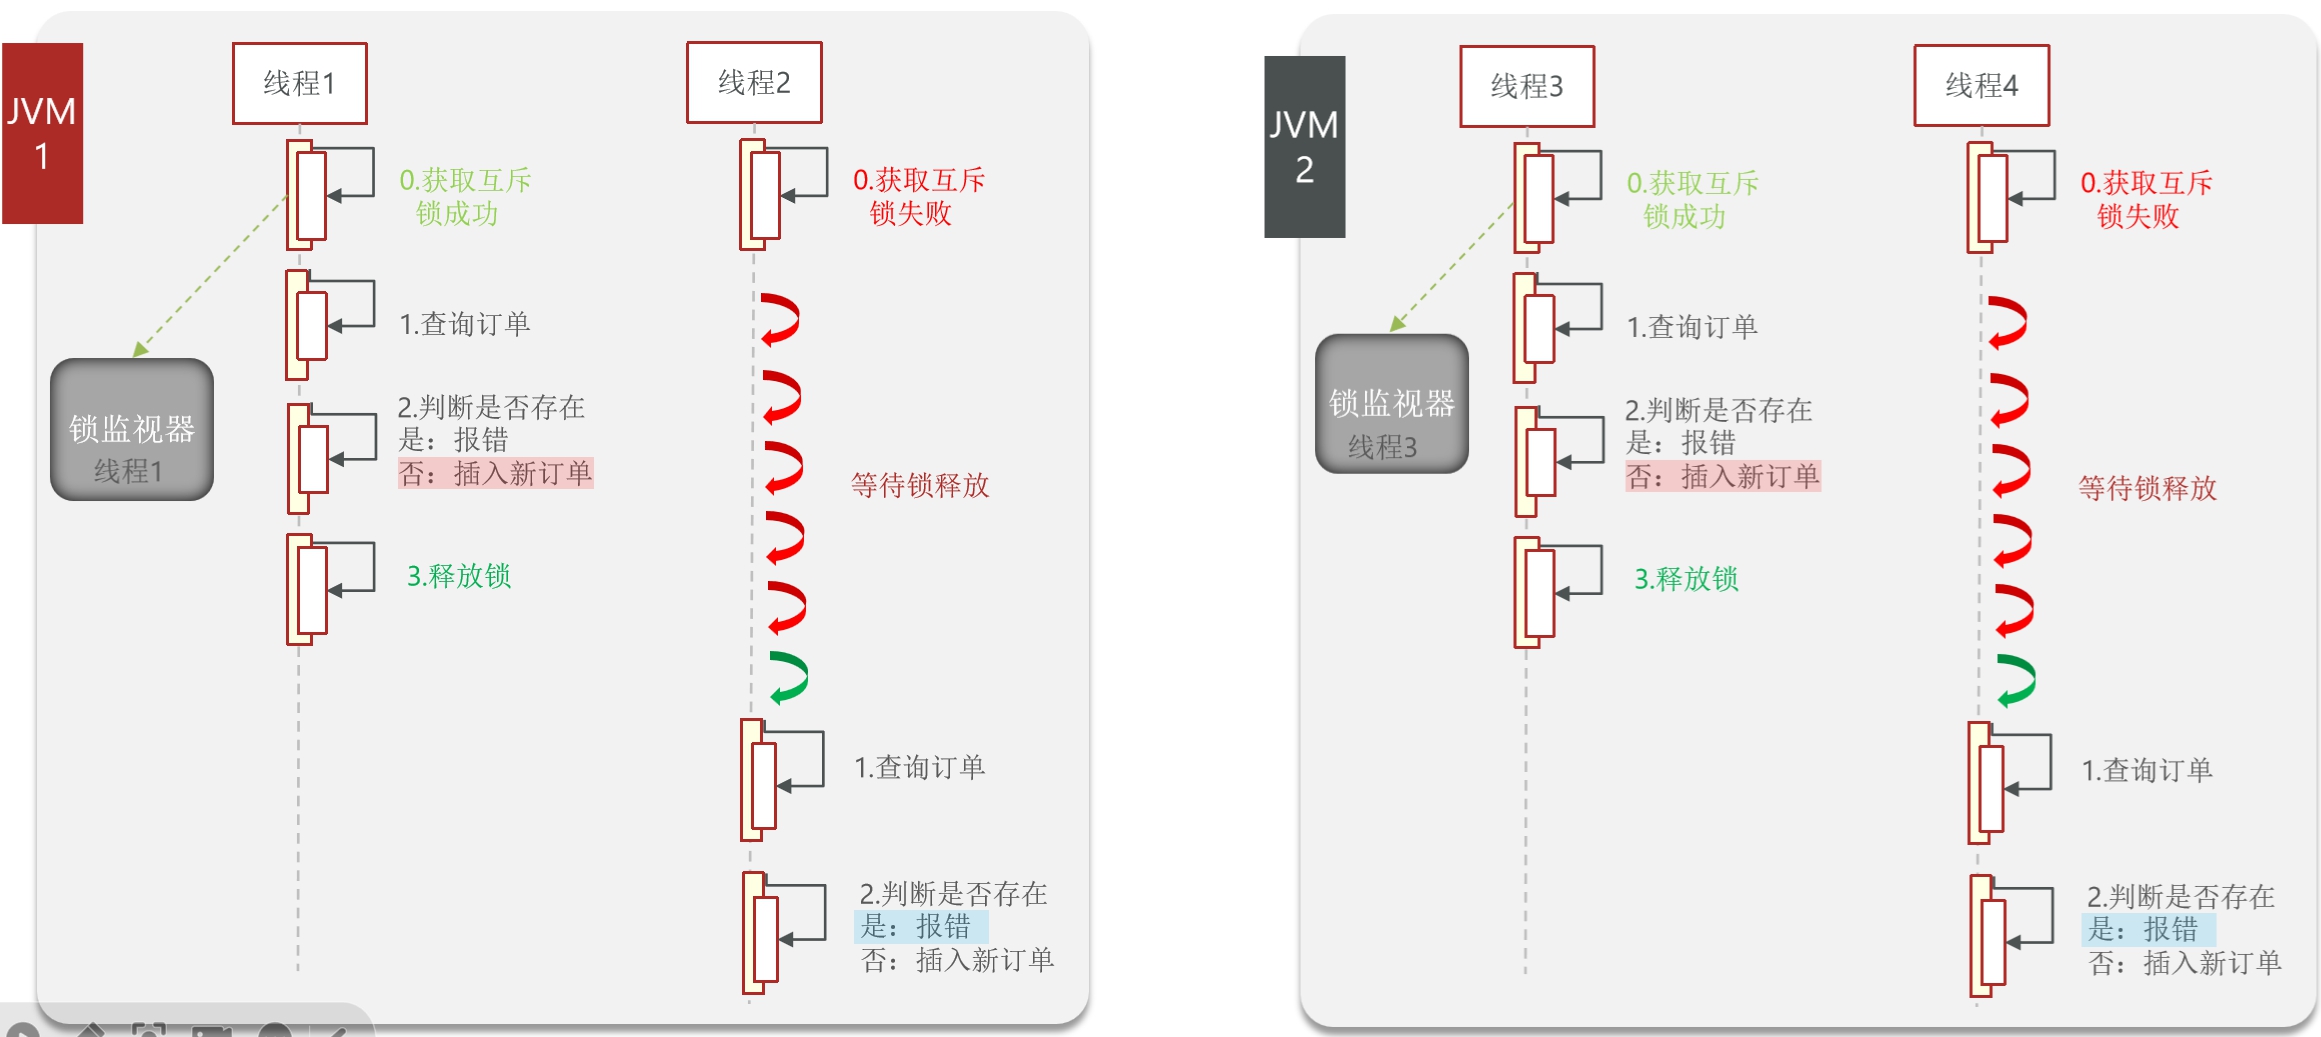 JVM
1
线程1
线程2
0.获取互斥
锁成功
0.获取互斥
锁失败
1.查询订单
锁监视器
线程1
2.判断是否存在
是：报错
否：插入新订单
等待锁释放
3.释放锁
1.查询订单
2.判断是否存在
是：报错
否：插入新订单
JVM
2
线程3
线程4
0.获取互斥
锁成功
0.获取互斥
锁失败
1.查询订单
锁监视器
线程3
2.判断是否存在
是：报错
否：插入新订单
等待锁释放
3.释放锁
1.查询订单
2.判断是否存在
是：报错
否：插入新订单